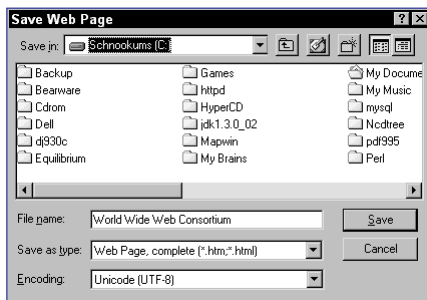 Save Web Page
Save in: Schnookums (C:
Backup Games My Docume
Bearware httpd My Music
Cdrom HyperCD mysql
Dell jdk1.3.0_02 Ncdtree
dj930c Mapwin pdf995
Equilibrium My Brains Perl
File name: World Wide Web Consortium Save
Save as type: Web Page, complete (*.htm;*.html) Cancel
Encoding: Unicode (UTF-8)